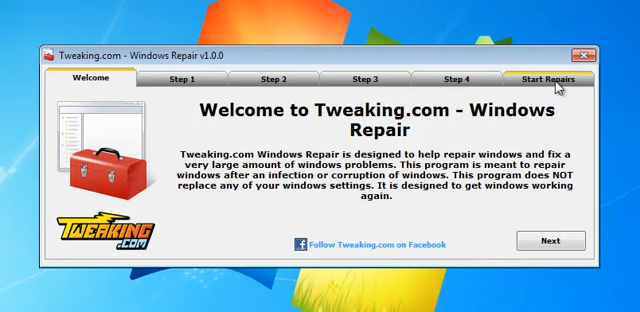 Tweaking.com - Windows Repair v1.0.0
Welcome
Step 1
Step 2
Step 3
Step 4
Start Repairs
Welcome to Tweaking.com - Windows
Repair
Tweaking.com Windows Repair is designed to help repair windows and fix a
very large amount of windows problems. This program is meant to repair
windows after an infection or corruption of windows. This program does NOT
replace any of your windows settings. It is designed to get windows working
again.
TWEAKING
.COM
f Follow Tweaking.com on Facebook
Next